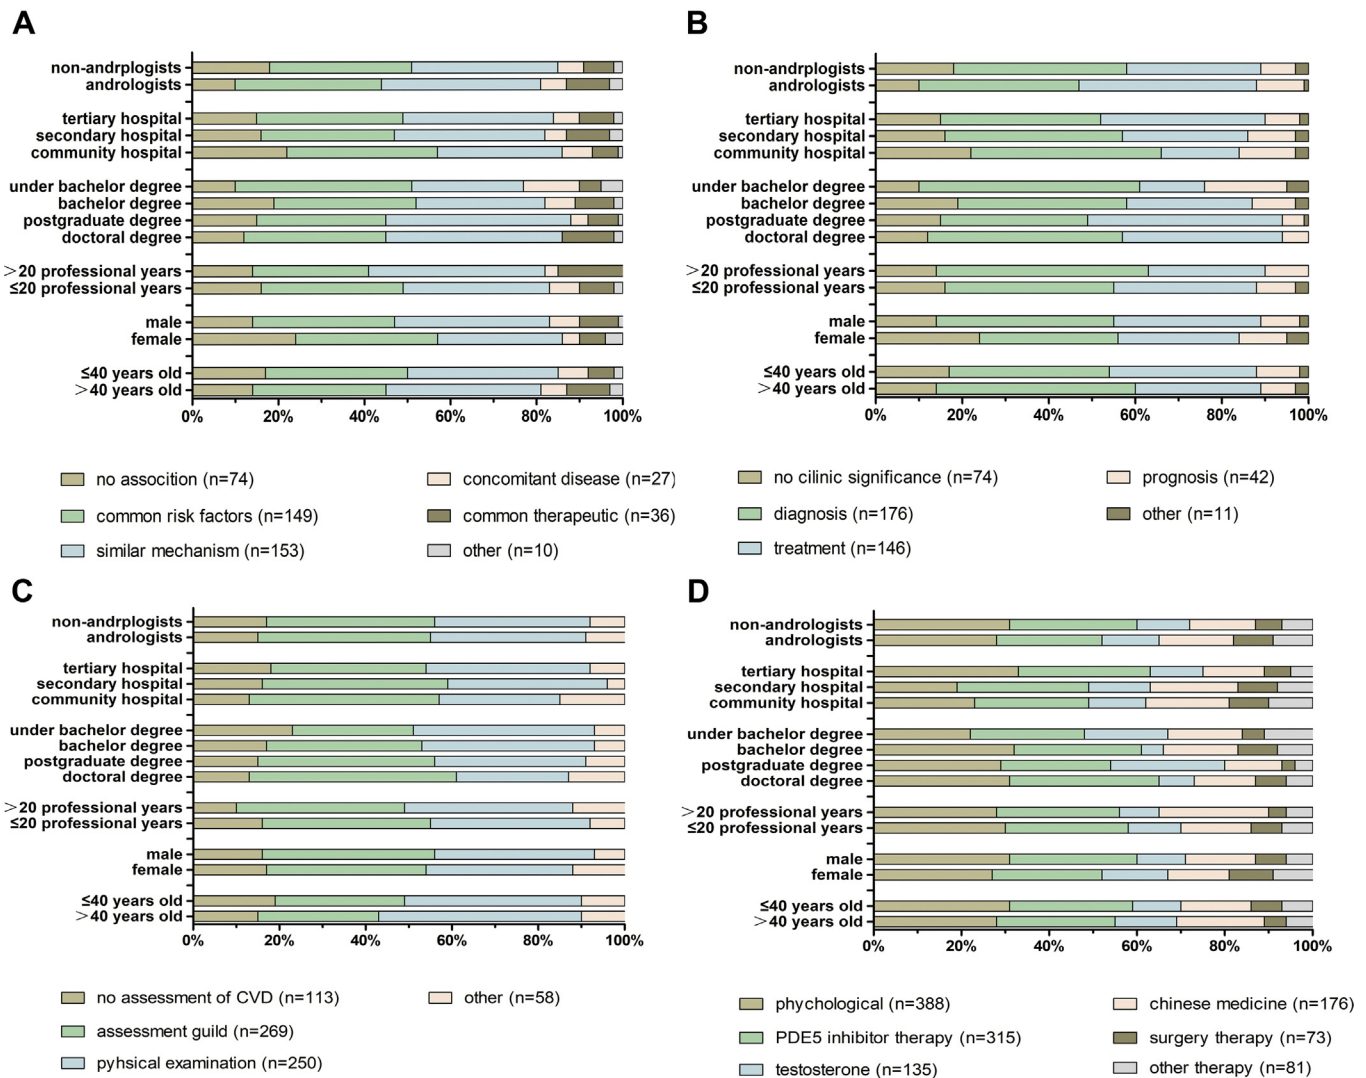 A
non-andrplogists
andrologists
tertiary hospital
secondary hospital
community hospital
under bachelor degree
bachelor degree
postgraduate degree
doctoral degree
>20 professional years
≤20 professional years
male
female
≤40 years old
>40 years old
0% 20% 40% 60% 80% 100%
no assocition (n=74)
common risk factors (n=149)
similar mechanism (n=153)
concomitant disease (n=27)
common therapeutic (n=36)
other (n=10)
B
non-andrplogists
andrologists
tertiary hospital
secondary hospital
community hospital
under bachelor degree
bachelor degree
postgraduate degree
doctoral degree
>20 professional years
≤20 professional years
male
female
≤40 years old
>40 years old
0% 20% 40% 60% 80% 100%
no cilinic significance (n=74)
diagnosis (n=176)
treatment (n=146)
prognosis (n=42)
other (n=11)
C
non-andrplogists
andrologists
tertiary hospital
secondary hospital
community hospital
under bachelor degree
bachelor degree
postgraduate degree
doctoral degree
>20 professional years
≤20 professional years
male
female
≤40 years old
>40 years old
0% 20% 40% 60% 80% 100%
no assessment of CVD (n=113)
assessment guild (n=269)
pyhsical examination (n=250)
other (n=58)
D
non-andrologists
andrologists
tertiary hospital
secondary hospital
community hospital
under bachelor degree
bachelor degree
postgraduate degree
doctoral degree
>20 professional years
≤20 professional years
male
female
≤40 years old
>40 years old
0% 20% 40% 60% 80% 100%
phychological (n=388)
PDE5 inhibitor therapy (n=315)
testosterone (n=135)
chinese medicine (n=176)
surgery therapy (n=73)
other therapy (n=81)